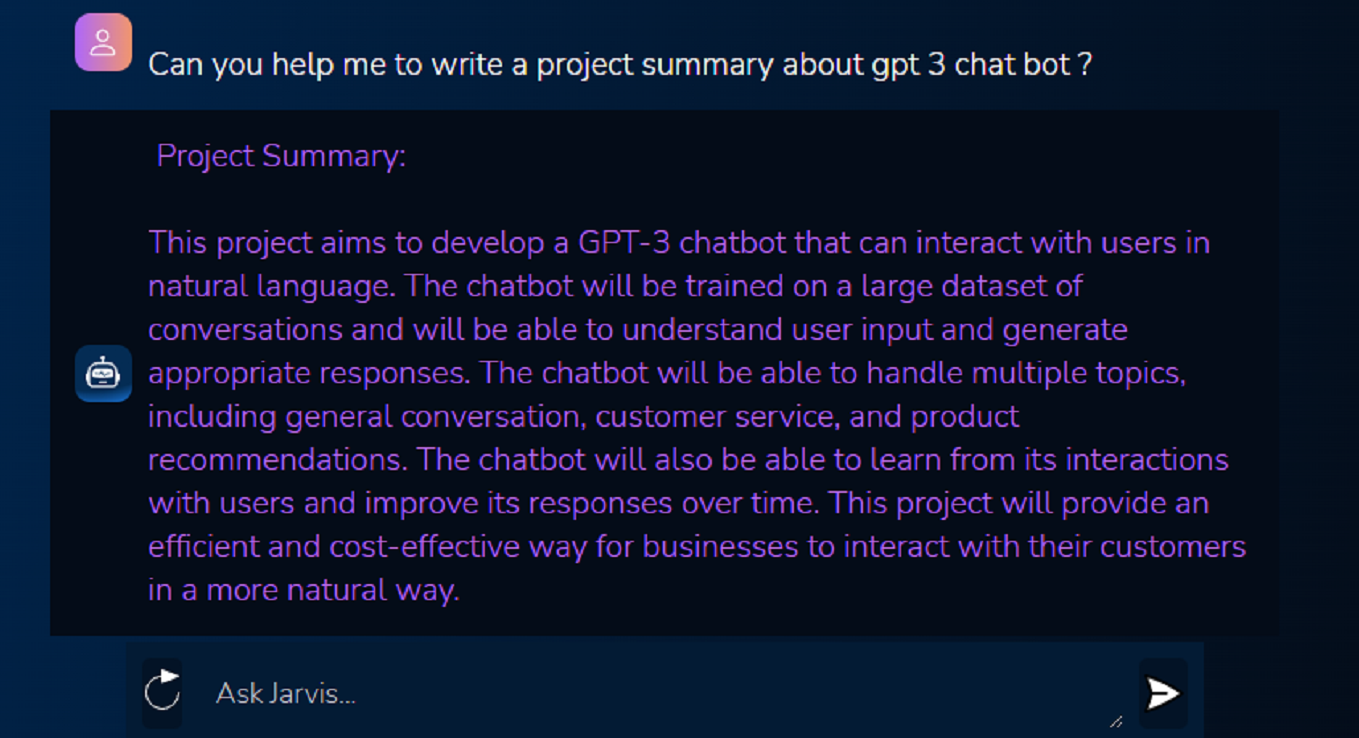 Can you help me to write a project summary about gpt 3 chat bot ?
Project Summary:
This project aims to develop a GPT-3 chatbot that can interact with users in
natural language. The chatbot will be trained on a large dataset of
conversations and will be able to understand user input and generate
appropriate responses. The chatbot will be able to handle multiple topics,
including general conversation, customer service, and product
recommendations. The chatbot will also be able to learn from its interactions
with users and improve its responses over time. This project will provide an
efficient and cost-effective way for businesses to interact with their customers
in a more natural way.
Ask Jarvis...